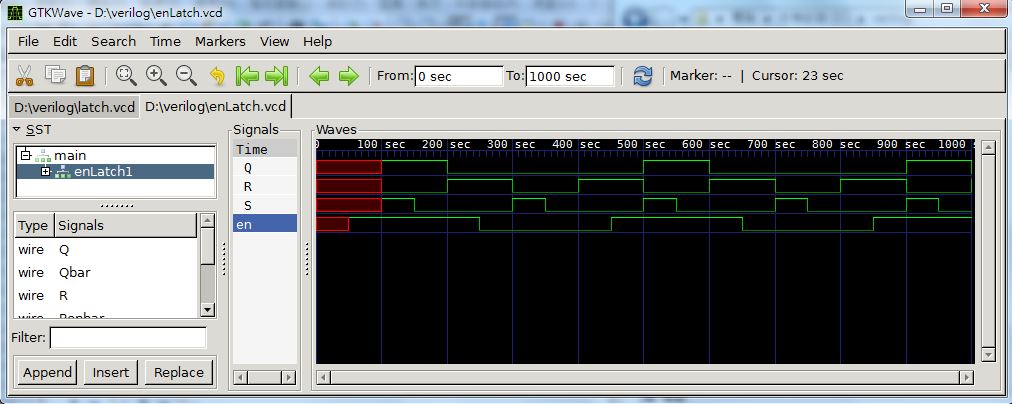 GTKWave - D:\verilog\enLatch.vcd
File Edit Search Time Markers View Help
From: 0 sec To: 1000 sec Marker: -- | Cursor: 23 sec
D:\verilog\latch.vcd D:\verilog\enLatch.vcd
SST
main
enLatch1
Type Signals
wire Q
wire Qbar
wire R
wire
Filter:
Append Insert Replace
Signals
Time
Q
R
S
en
Waves
0 100 sec 200 sec 300 sec 400 sec 500 sec 600 sec 700 sec 800 sec 900 sec 1000